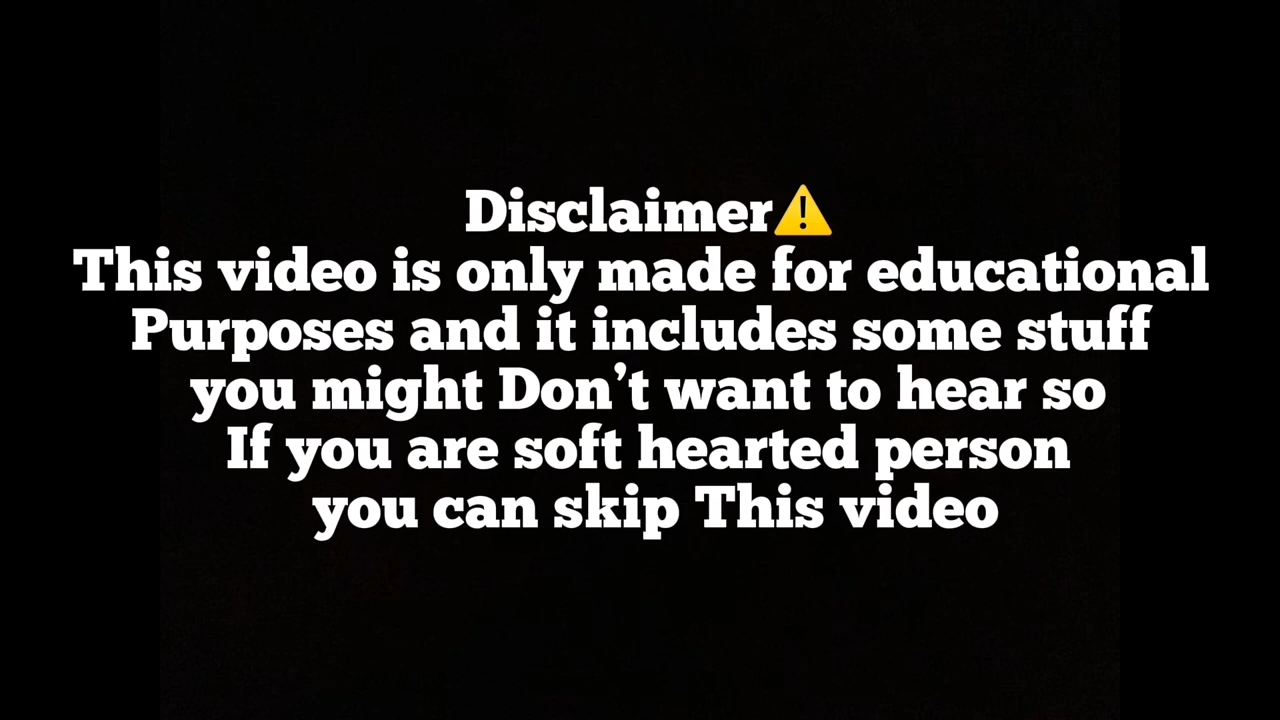 Disclaimer⚠️
This video is only made for educational
Purposes and it includes some stuff
you might Don’t want to hear so
If you are soft hearted person
you can skip This video